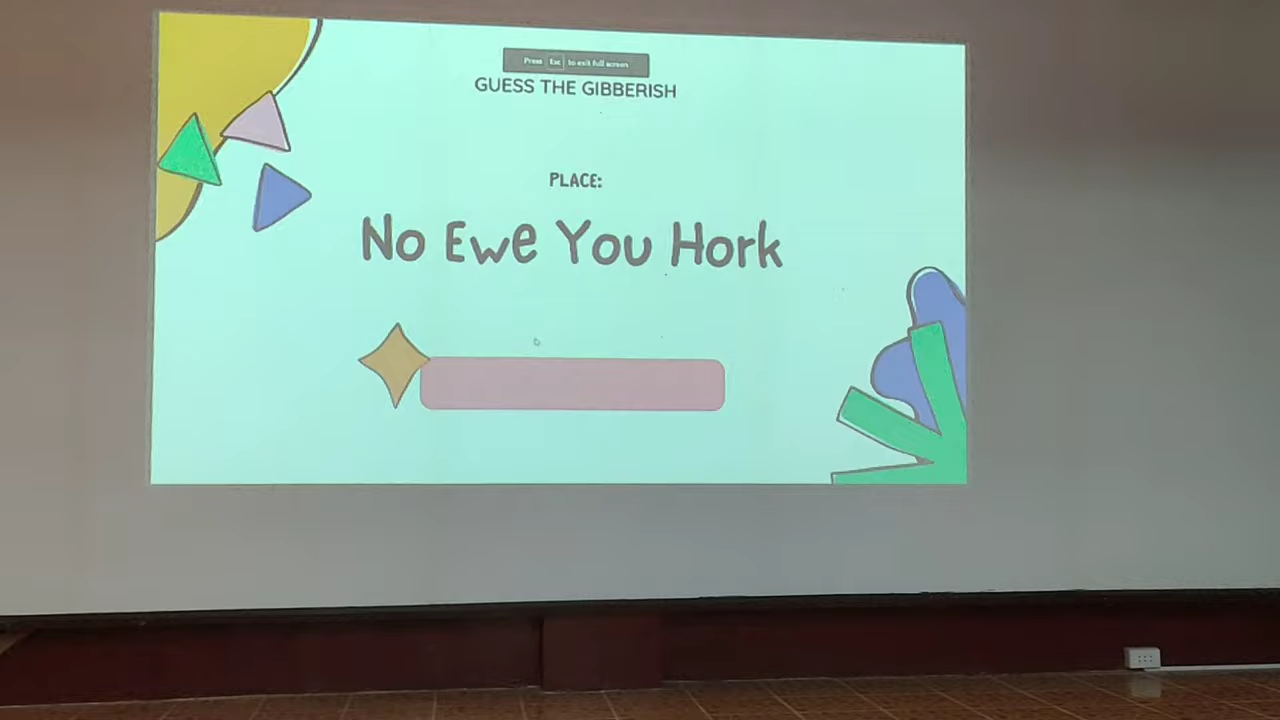 Press Esc to exit full screen
GUESS THE GIBBERISH
PLACE:
No Ewe You Hork